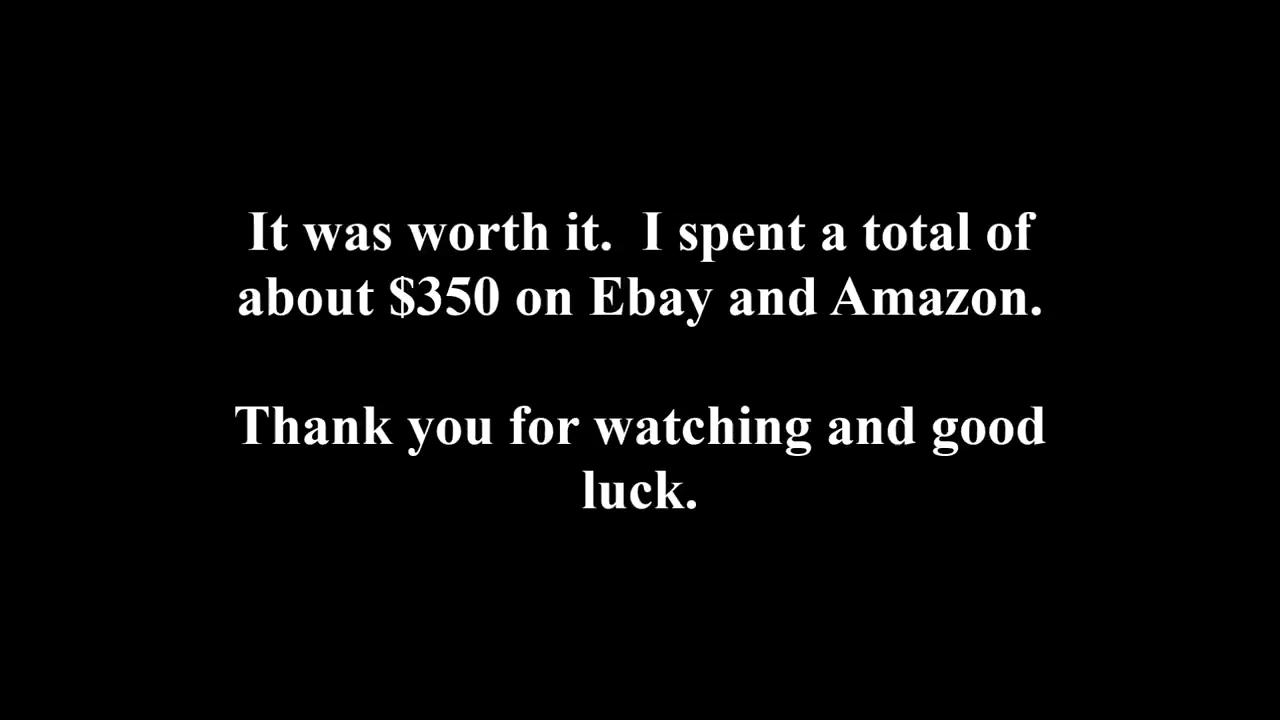 It was worth it.  I spent a total of
about $350 on Ebay and Amazon.
Thank you for watching and good
luck.